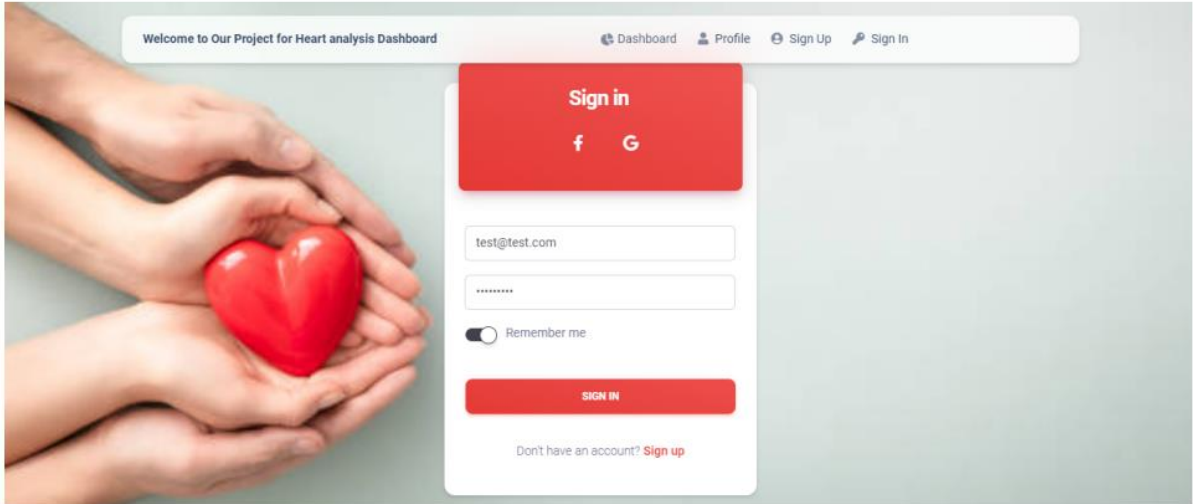 Welcome to Our Project for Heart analysis Dashboard
Dashboard Profile Sign Up Sign In
Sign in
f G
test@test.com
•••••••••
Remember me
SIGN IN
Don't have an account? Sign up